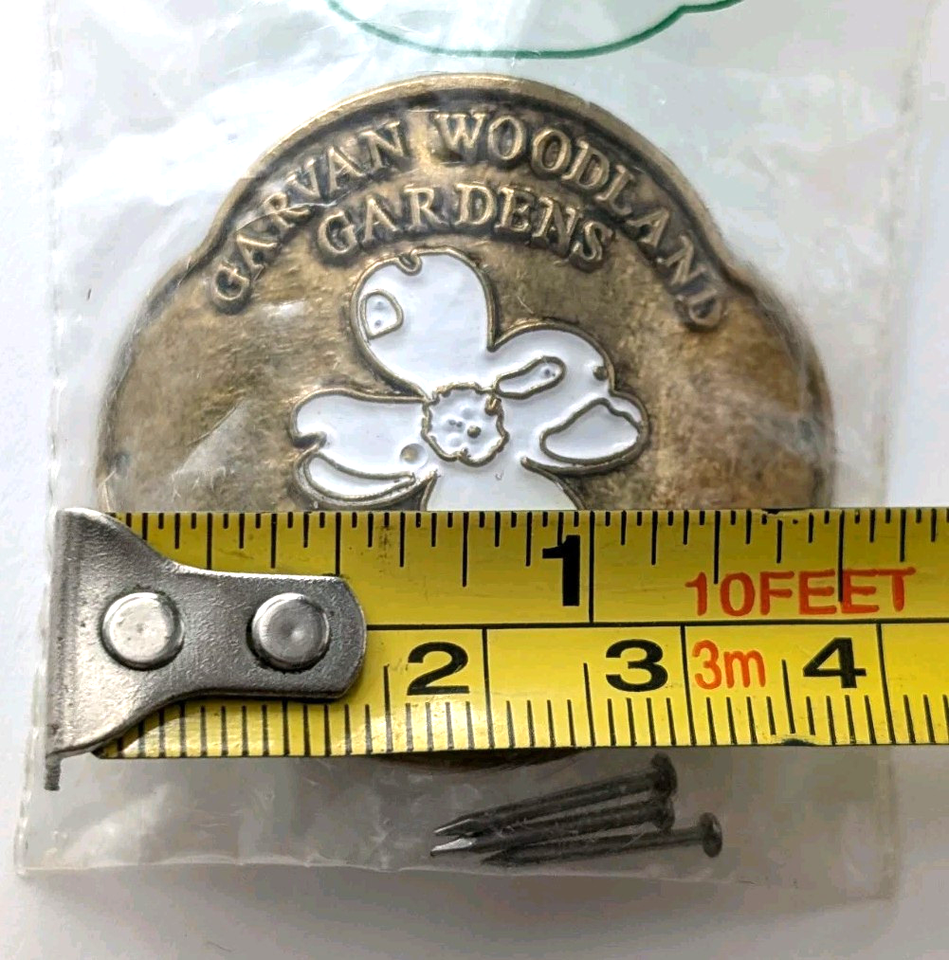 GARVAN WOODLAND
GARDENS
1
10FEET
2 3 3m 4